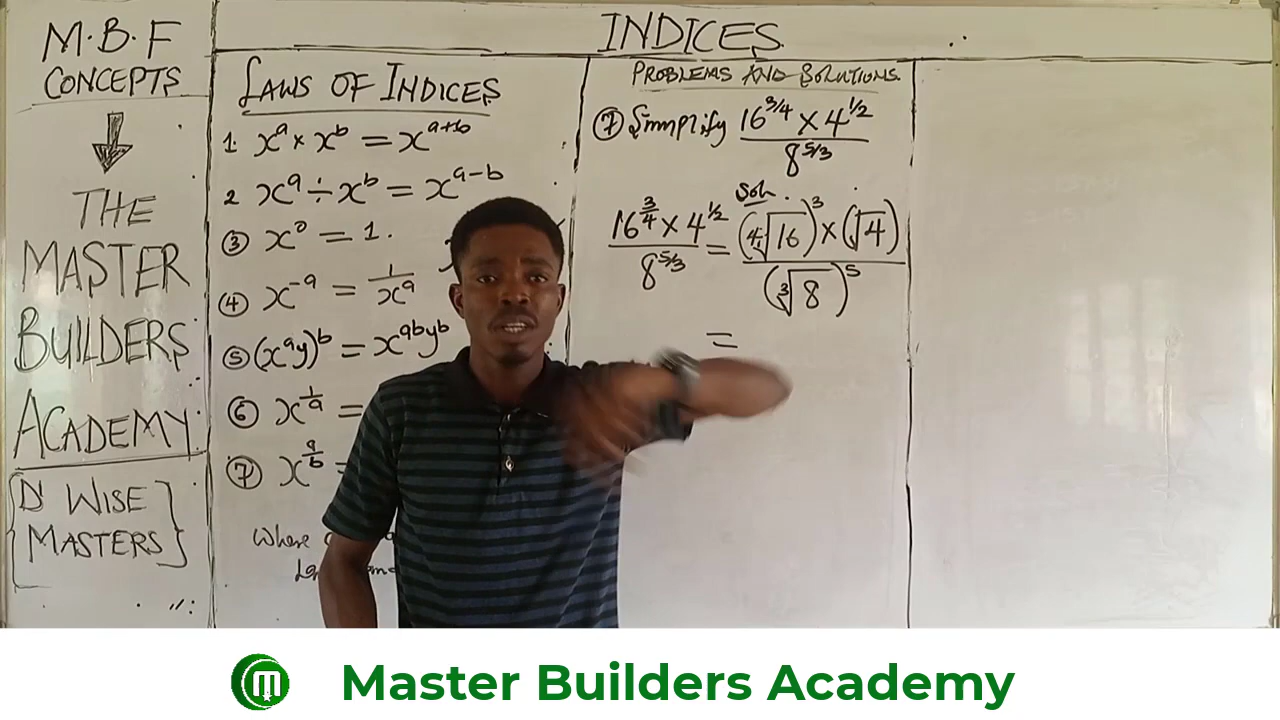 M.B.F
CONCEPTS
THE
MASTER
BUILDERS
ACADEMY
D' WISE
MASTERS
INDICES
LAWS OF INDICES
1. x^a × x^b = x^(a+b)
2 x^a ÷ x^b = x^(a-b)
③ x^0 = 1.
④ x^(-a) = 1/x^a
⑤ (x^a y)^b = x^(ab) y^b
⑥ x^(1/a) =
⑦ x^(a/b) =
Where
PROBLEMS AND SOLUTIONS.
⑦ Simplify (16^(3/4) × 4^(1/2)) / 8^(5/3)
Soln.
(16^(3/4) × 4^(1/2)) / 8^(5/3) = ((⁴√16)^3 × (√4)) / (³√8)^5
=
M Master Builders Academy